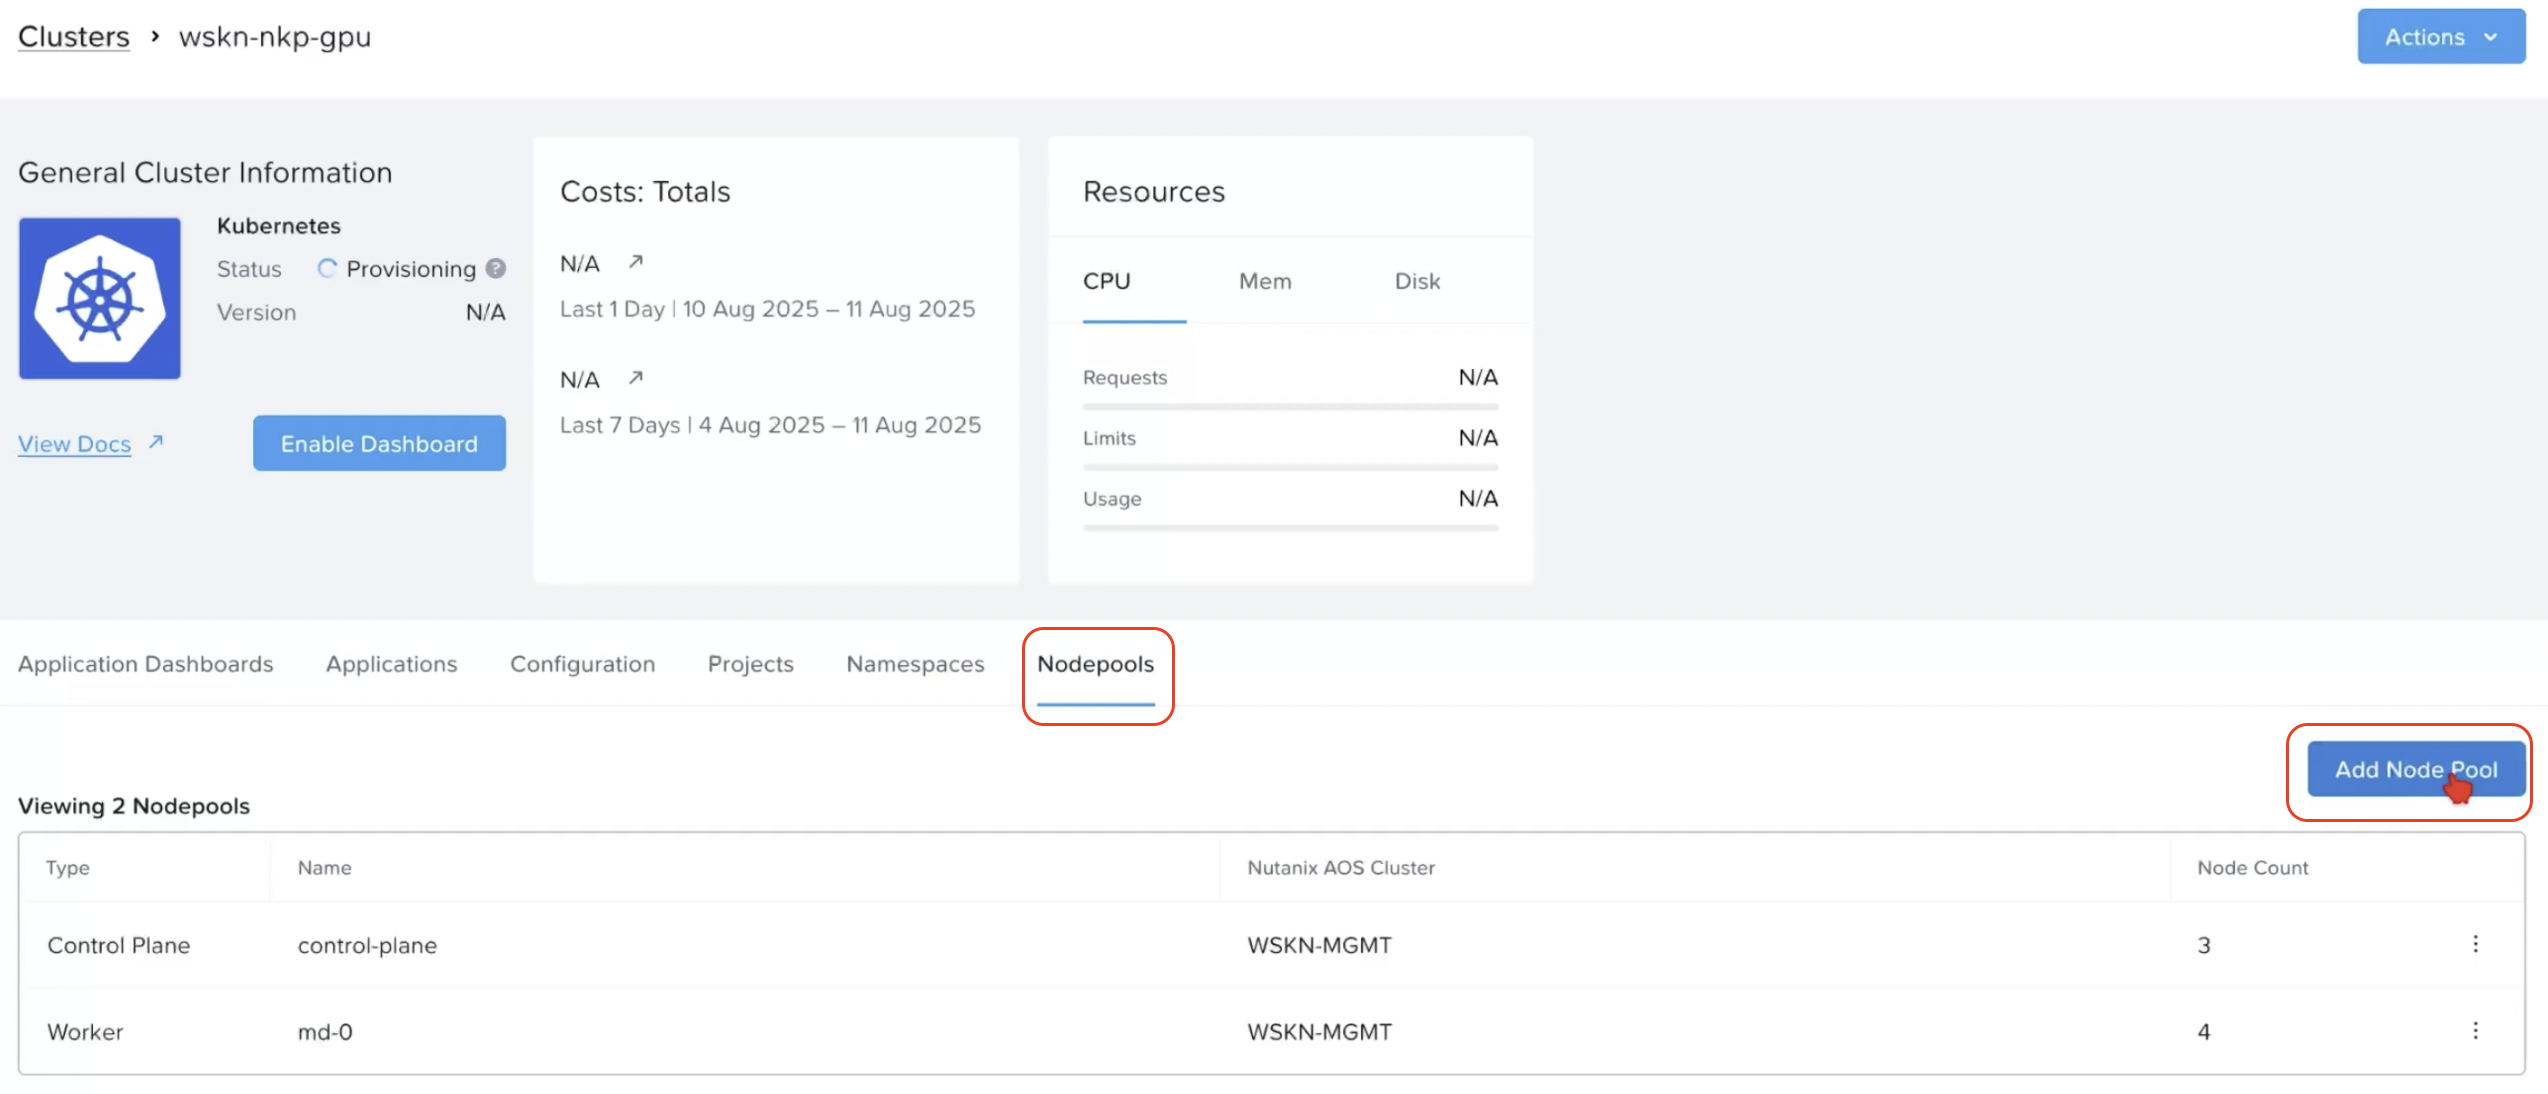 Clusters › wskn-nkp-gpu
Actions
General Cluster Information
Kubernetes
Status Provisioning ?
Version N/A
View Docs
Enable Dashboard
Costs: Totals
N/A
Last 1 Day | 10 Aug 2025 – 11 Aug 2025
N/A
Last 7 Days | 4 Aug 2025 – 11 Aug 2025
Resources
CPU Mem Disk
Requests N/A
Limits N/A
Usage N/A
Application Dashboards Applications Configuration Projects Namespaces Nodepools
Add Node Pool
Viewing 2 Nodepools
Type Name Nutanix AOS Cluster Node Count
Control Plane control-plane WSKN-MGMT 3
Worker md-0 WSKN-MGMT 4